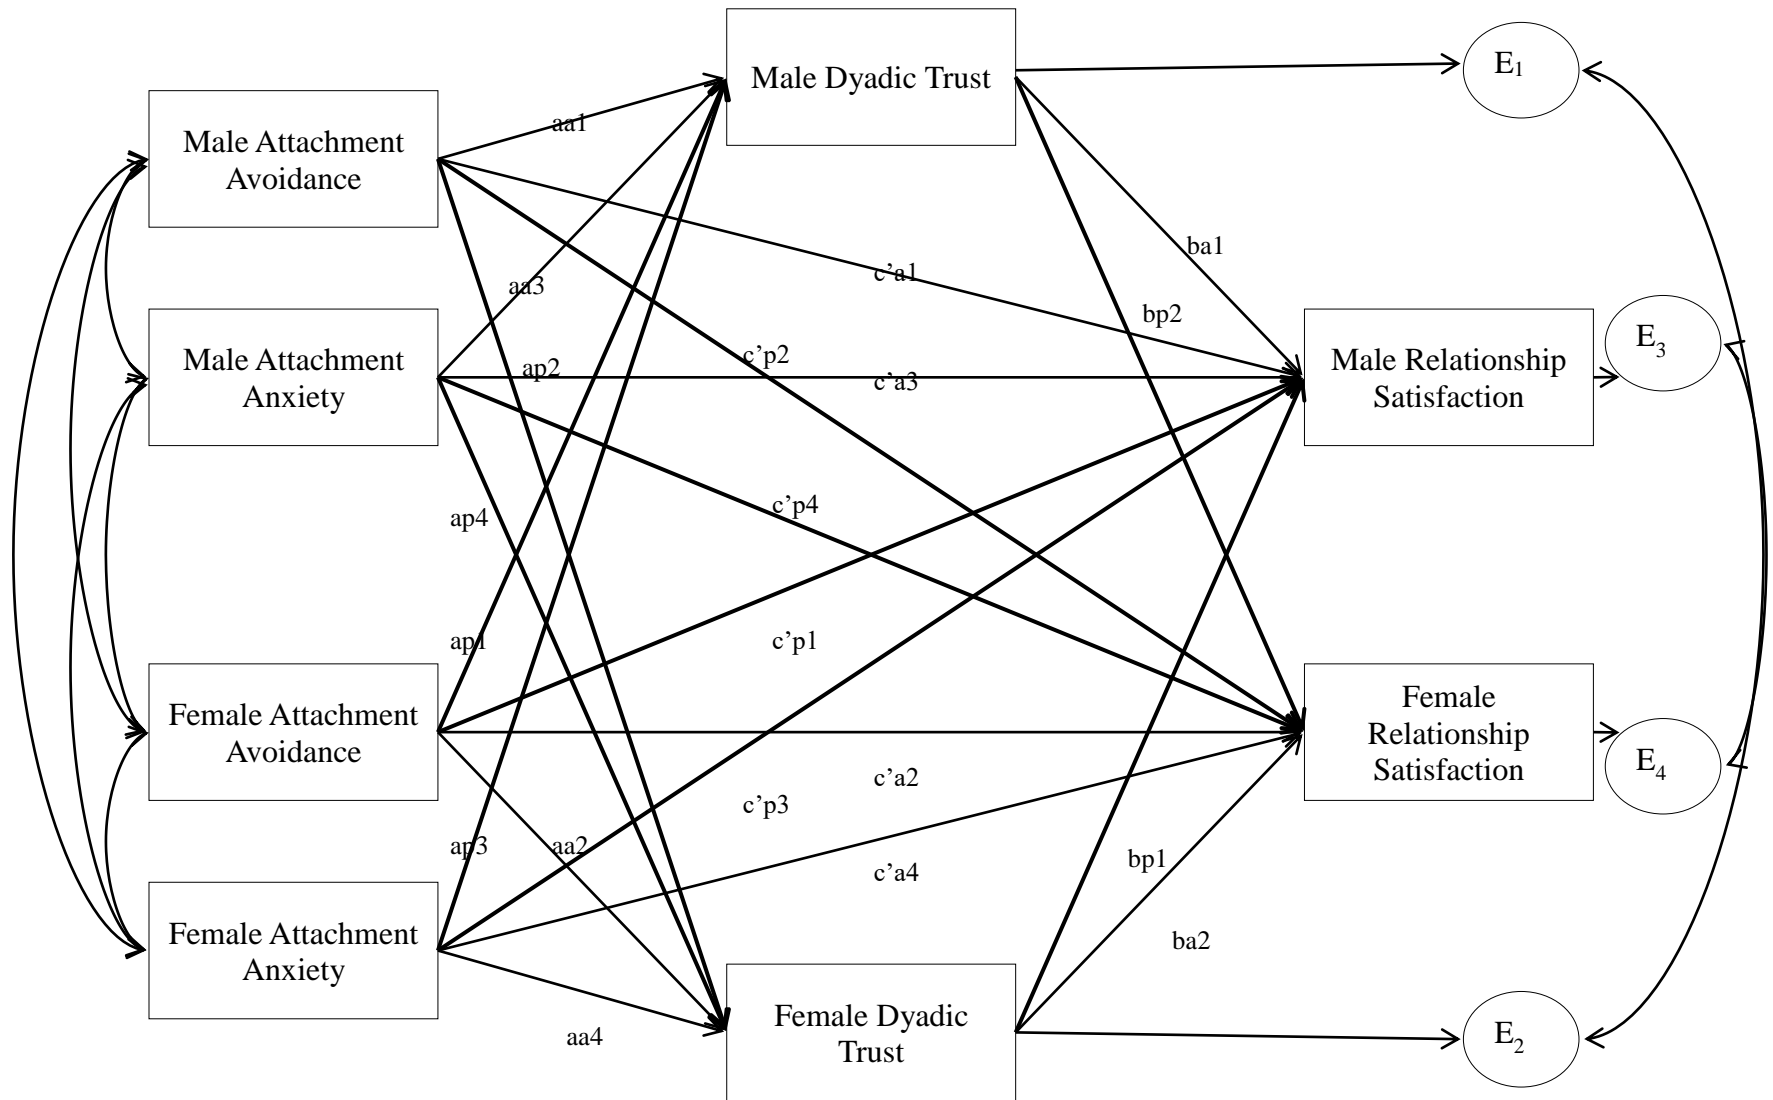 Male Dyadic Trust
E1
Male Attachment
Avoidance
aa1
ba1
c’a1
aa3
bp2
Male Attachment
Anxiety
ap2
c’p2
c’a3
Male Relationship
Satisfaction
E3
ap4
c’p4
ap1
c’p1
Female Attachment
Avoidance
Female
Relationship
Satisfaction
E4
c’a2
c’p3
ap3
aa2
c’a4
bp1
Female Attachment
Anxiety
ba2
aa4
Female Dyadic
Trust
E2